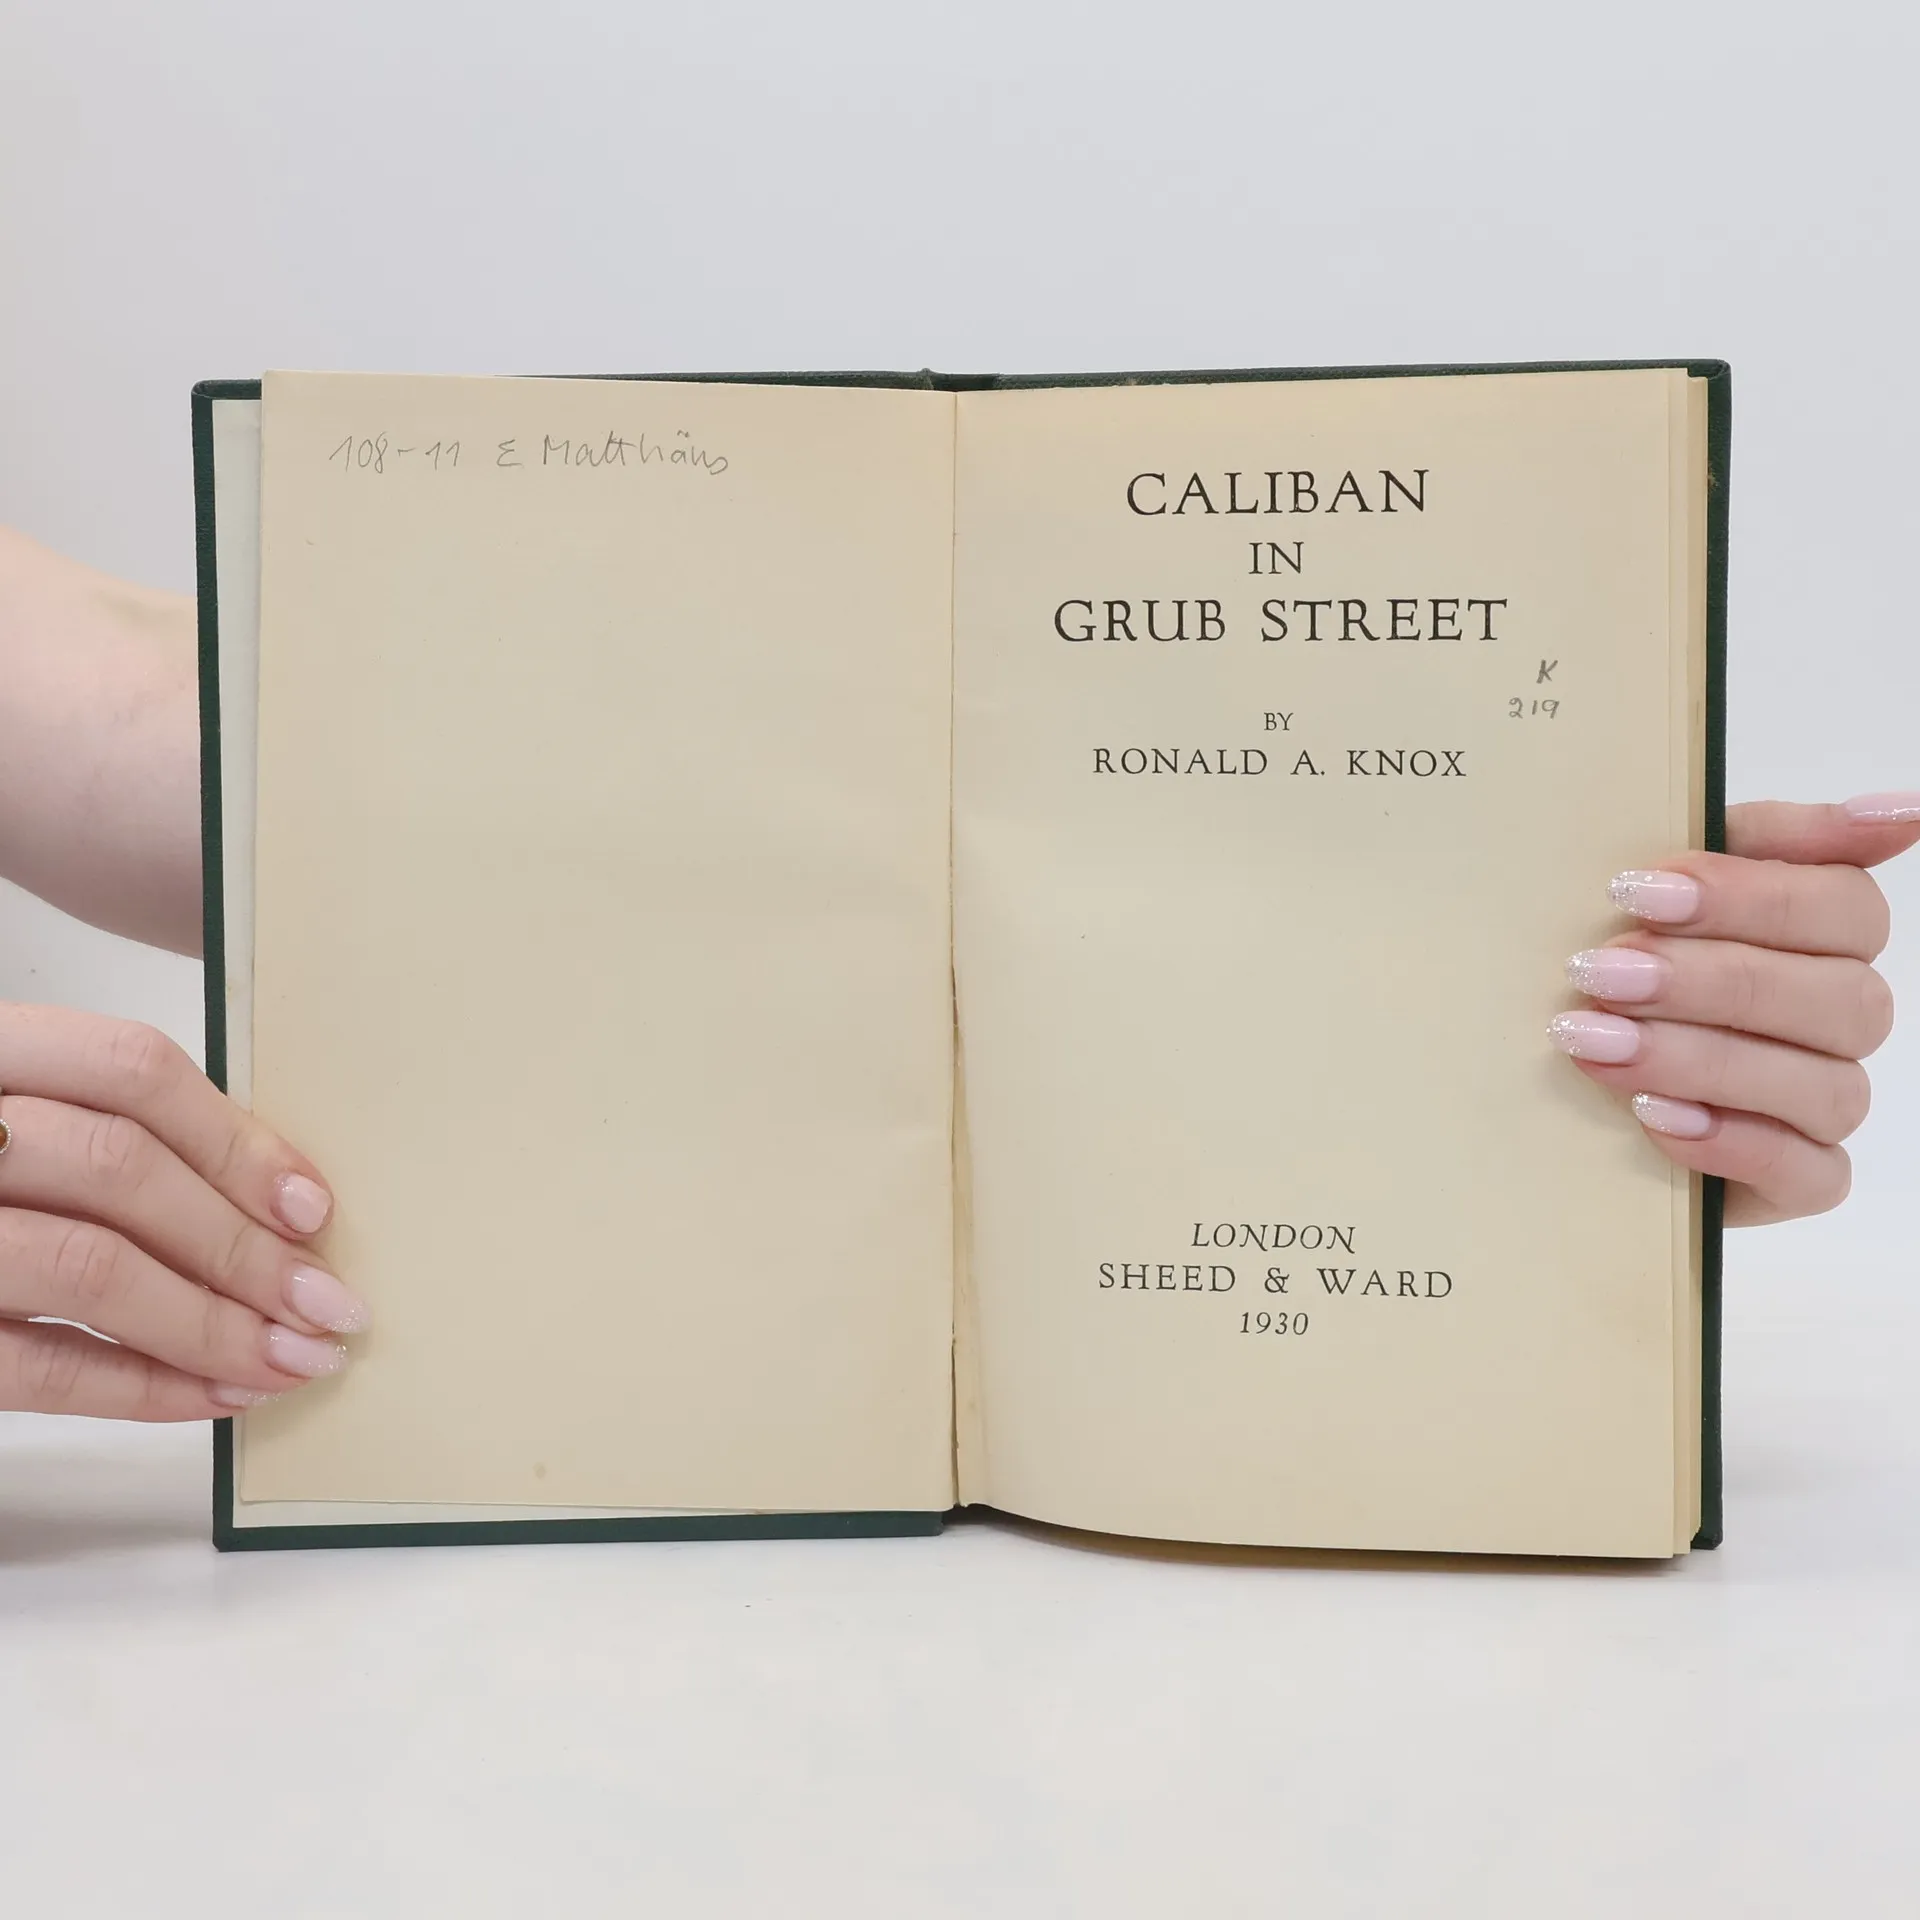 108-11 E Matthäus
CALIBAN
IN
GRUB STREET
K
219
BY
RONALD A. KNOX
LONDON
SHEED & WARD
1930